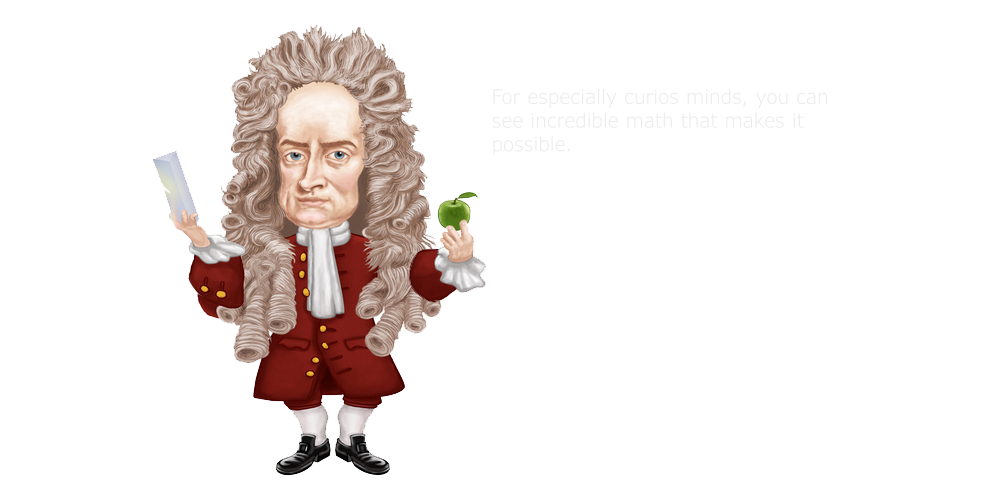 For especially curios minds, you can
see incredible math that makes it
possible.